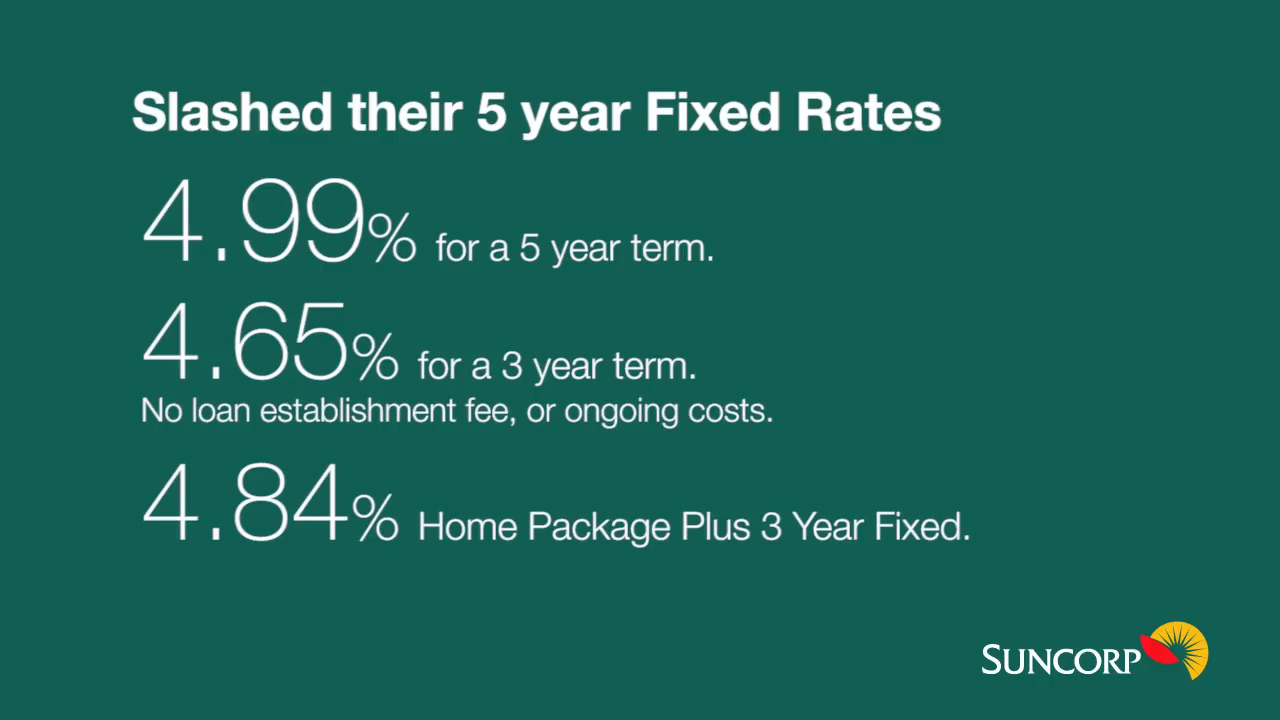 Slashed their 5 year Fixed Rates
4.99% for a 5 year term.
4.65% for a 3 year term.
No loan establishment fee, or ongoing costs.
4.84% Home Package Plus 3 Year Fixed.
SUNCORP